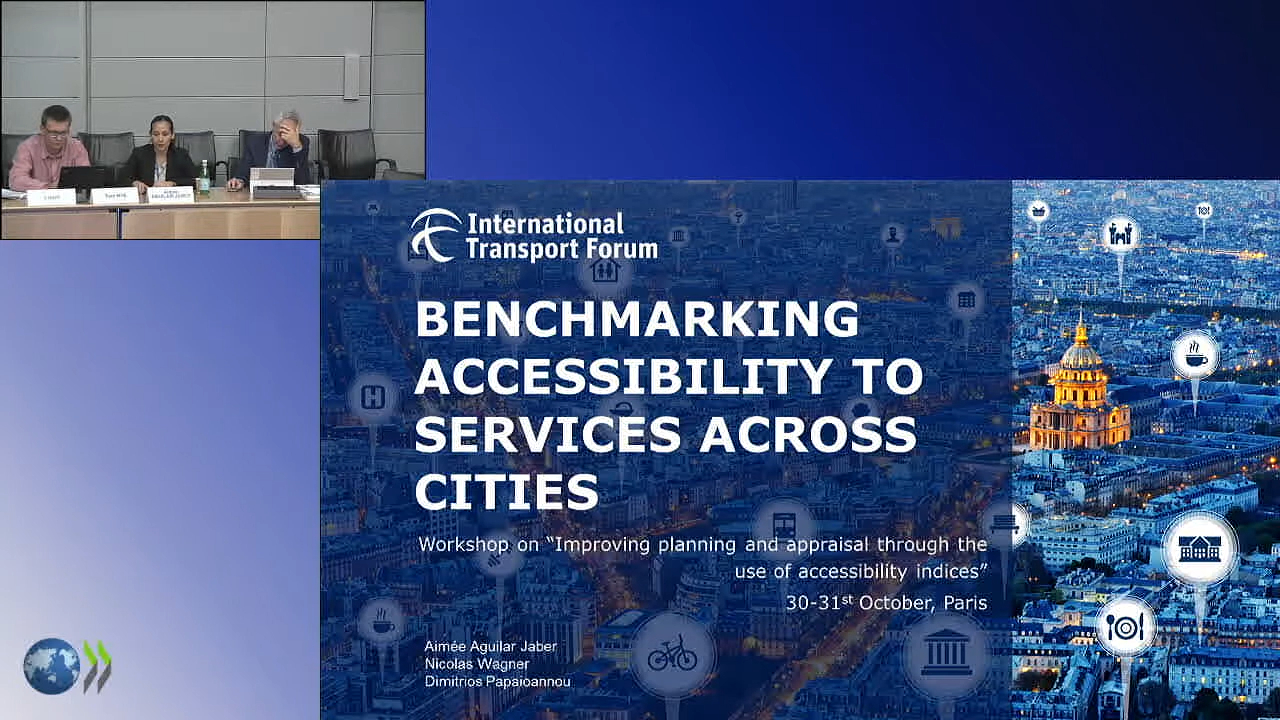 International
Transport Forum
BENCHMARKING
ACCESSIBILITY TO
SERVICES ACROSS
CITIES
Workshop on “Improving planning and appraisal through the
use of accessibility indices”
30-31st October, Paris
Aimée Aguilar Jaber
Nicolas Wagner
Dimitrios Papaioannou
H